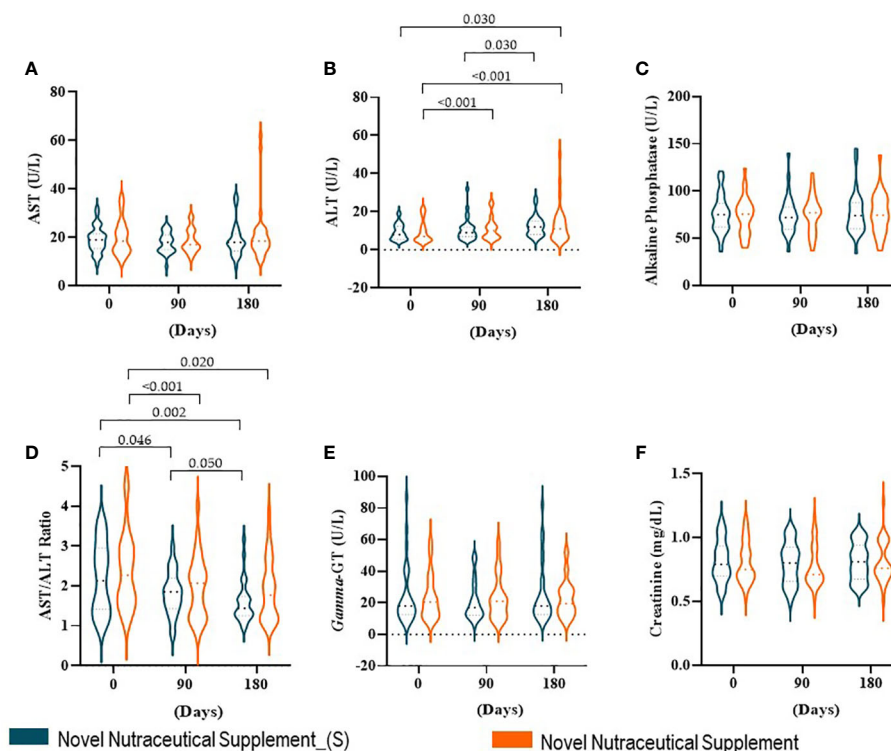 0.030
0.030
<0.001
<0.001
A
AST (U/L)
80
60
40
20
0
0 90 180
(Days)
B
ALT (U/L)
80
60
40
20
0
-20
0 90 180
(Days)
C
Alkaline Phosphatase (U/L)
200
150
100
50
0
0 90 180
(Days)
0.020
<0.001
0.002
0.046
0.050
D
AST/ALT Ratio
5
4
3
2
1
0
0 90 180
(Days)
E
Gamma-GT (U/L)
100
80
60
40
20
0
-20
0 90 180
(Days)
F
Creatinine (mg/dL)
1.5
1.0
0.5
0.0
0 90 180
(Days)
Novel Nutraceutical Supplement_(S)
Novel Nutraceutical Supplement